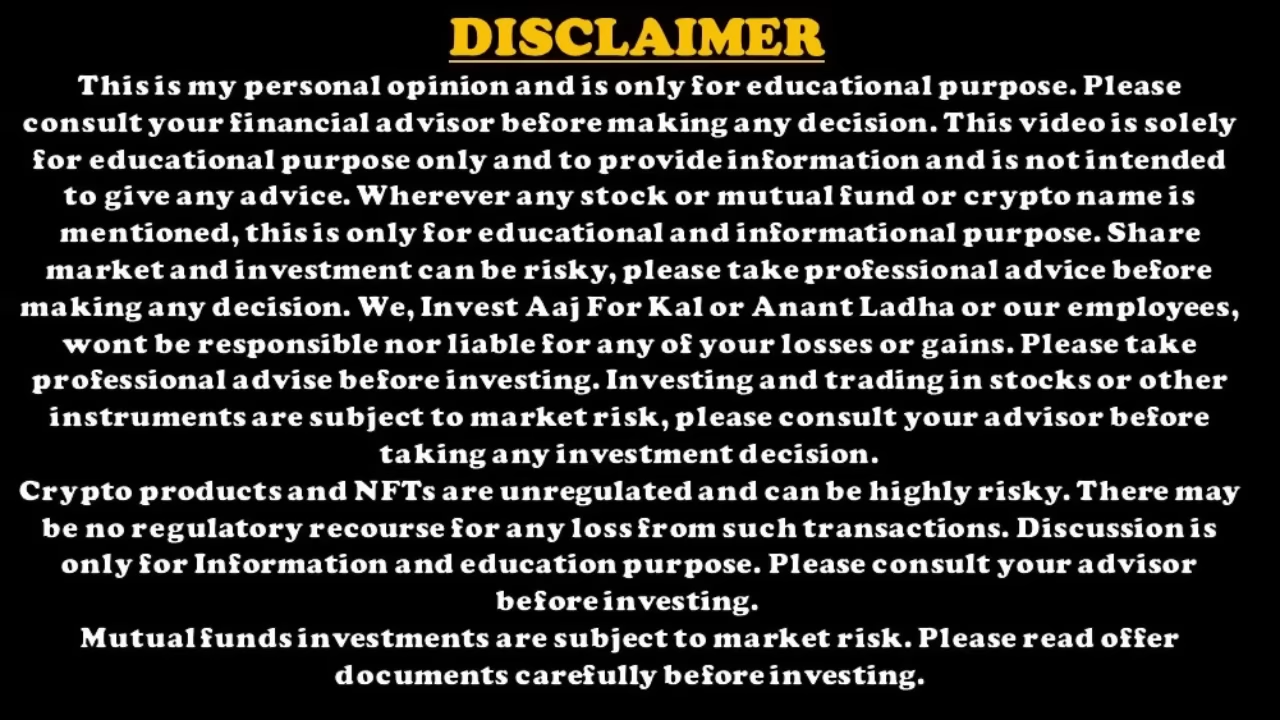 DISCLAIMER
This is my personal opinion and is only for educational purpose. Please
consult your financial advisor before making any decision. This video is solely
for educational purpose only and to provide information and is not intended
to give any advice. Wherever any stock or mutual fund or crypto name is
mentioned, this is only for educational and informational purpose. Share
market and investment can be risky, please take professional advice before
making any decision. We, Invest Aaj For Kal or Anant Ladha or our employees,
wont be responsible nor liable for any of your losses or gains. Please take
professional advise before investing. Investing and trading in stocks or other
instruments are subject to market risk, please consult your advisor before
taking any investment decision.
Crypto products and NFTs are unregulated and can be highly risky. There may
be no regulatory recourse for any loss from such transactions. Discussion is
only for Information and education purpose. Please consult your advisor
before investing.
Mutual funds investments are subject to market risk. Please read offer
documents carefully before investing.